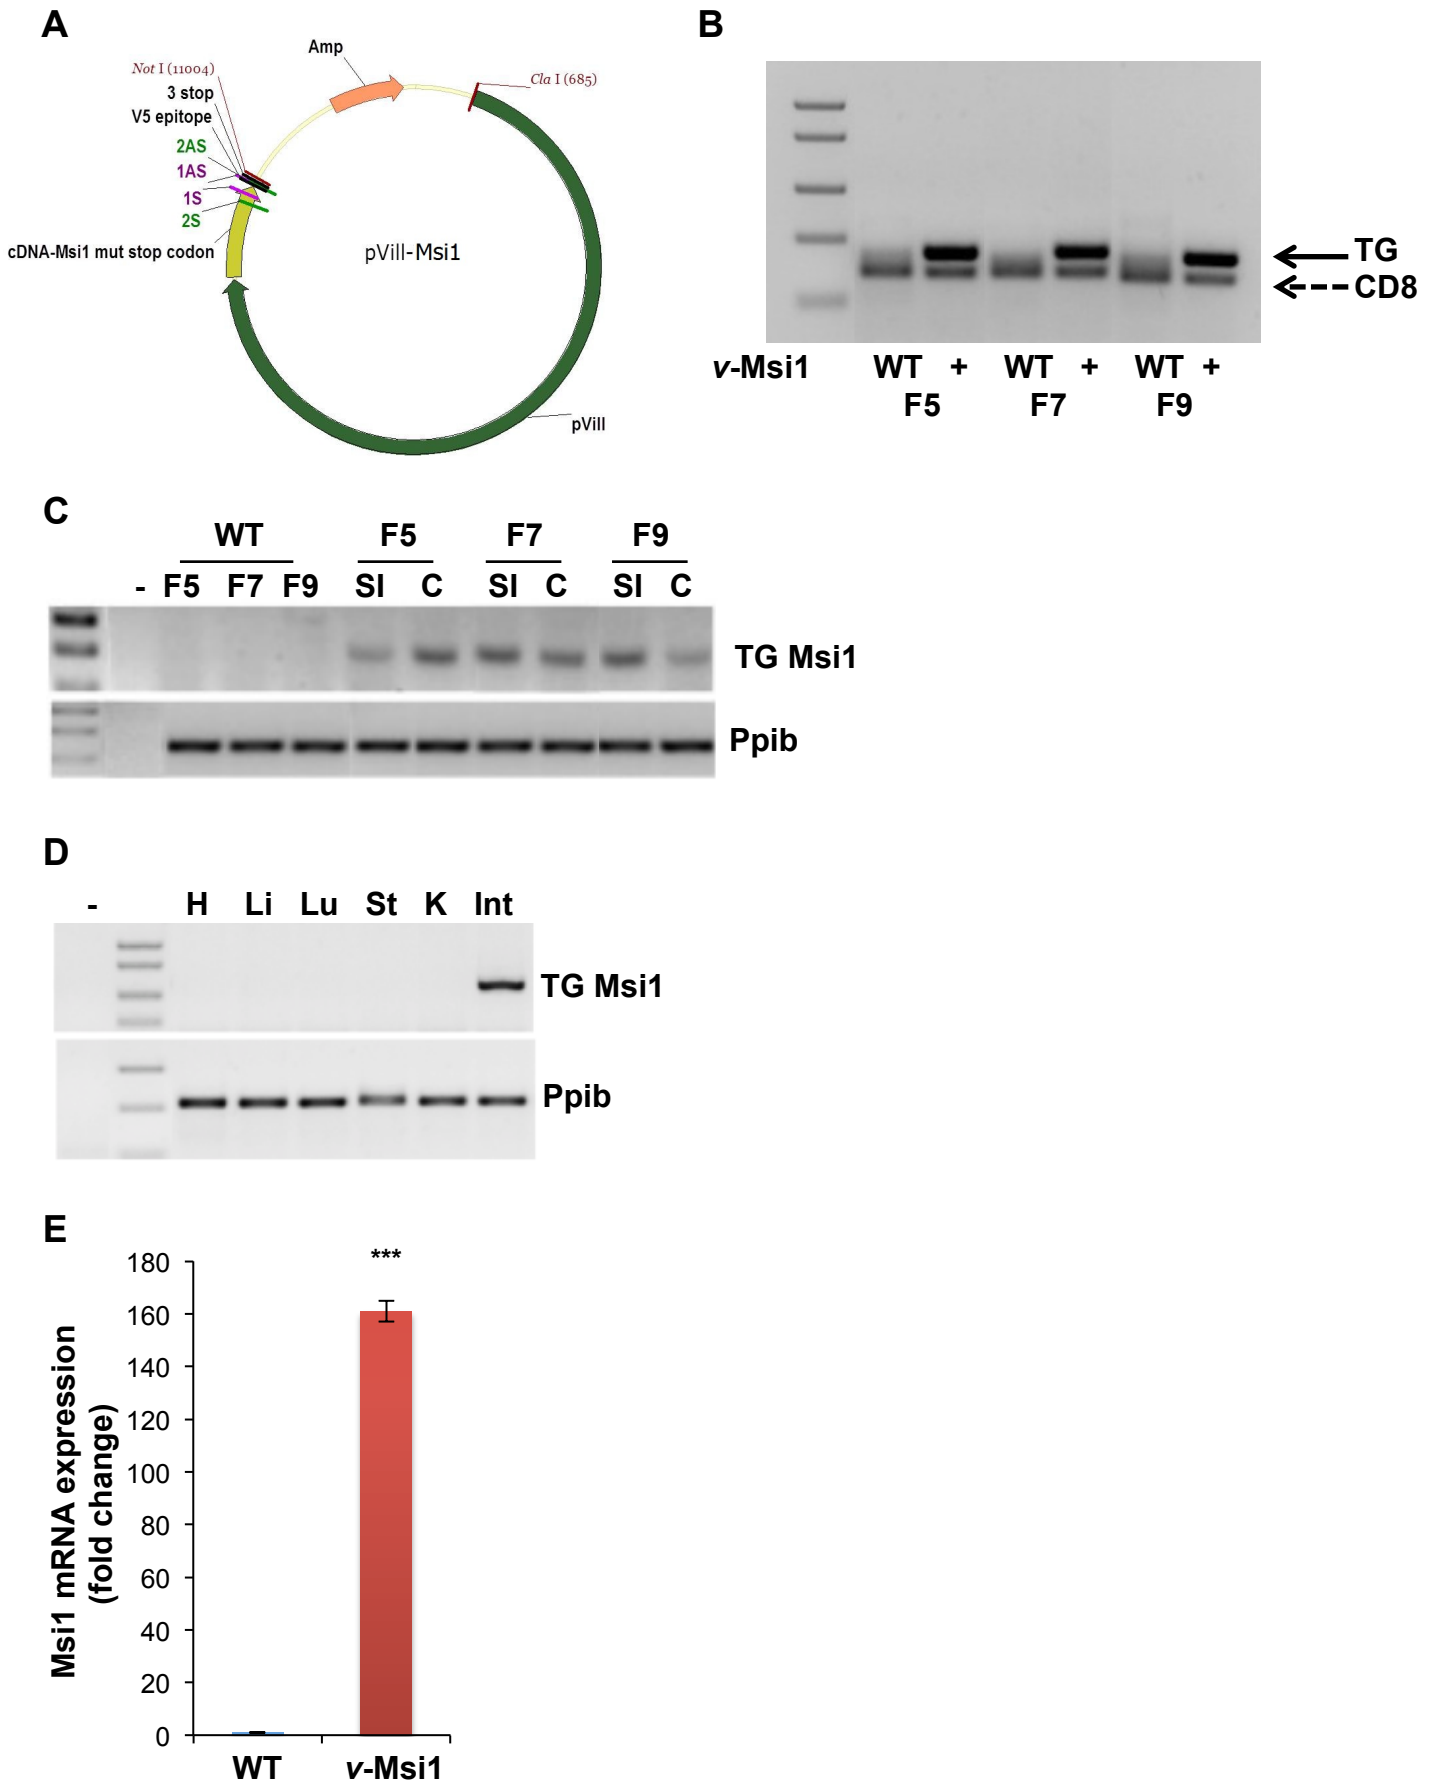 A
Amp
Not I (11004)
Cla I (685)
3 stop
V5 epitope
2AS
1AS
1S
2S
cDNA-Msi1 mut stop codon
pVill-Msi1
pVill
B
TG
CD8
v-Msi1 WT + WT + WT +
F5 F7 F9
C
WT F5 F7 F9
- F5 F7 F9 SI C SI C SI C
TG Msi1
Ppib
D
- H Li Lu St K Int
TG Msi1
Ppib
E
Msi1 mRNA expression
(fold change)
180
160
140
120
100
80
60
40
20
0
***
WT v-Msi1